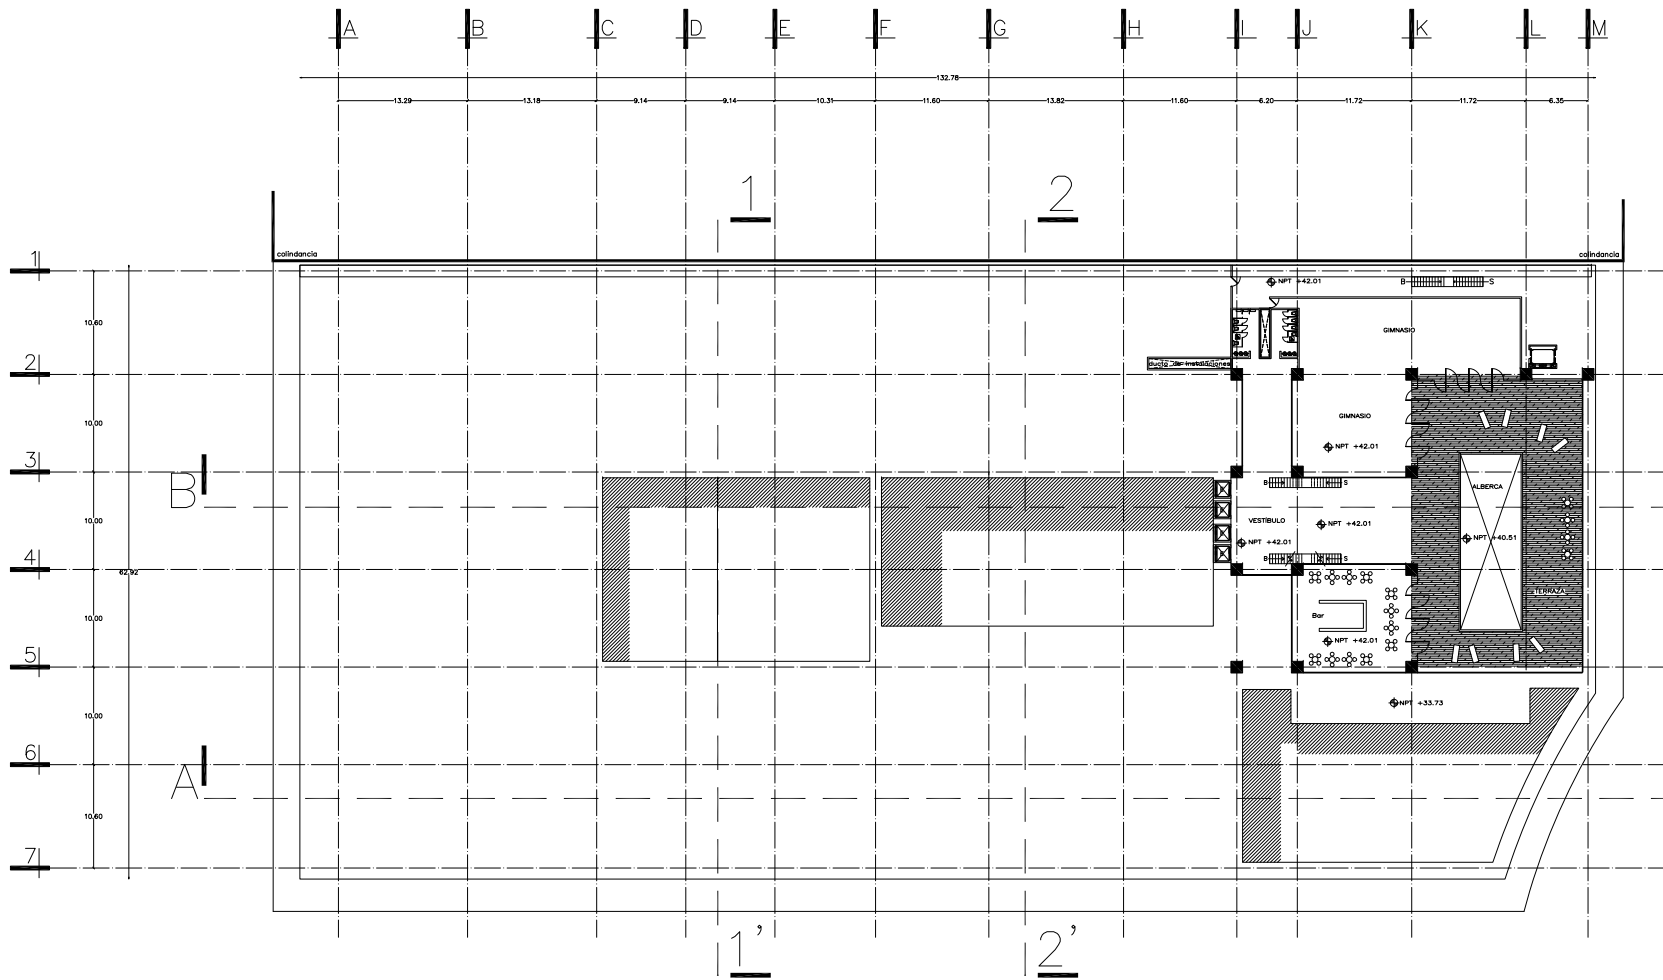 A B C D E F G H I J K L M
132.78
13.29 13.18 9.14 9.14 10.31 11.60 13.82 11.60 6.20 11.72 11.72 6.35
1 2
colindancia colindancia
1
NPT +42.01
B S
10.60
GIMNASIO
2
ducto de instalaciones
GIMNASIO
10.00
NPT +42.01
3
B S
B
ALBERCA
VESTÍBULO
10.00
NPT +42.01
NPT +42.01
NPT +40.51
4
B S
62.92
TERRAZA
Bar
10.00
NPT +42.01
5
NPT +33.73
10.00
6
A
10.60
7
1' 2'